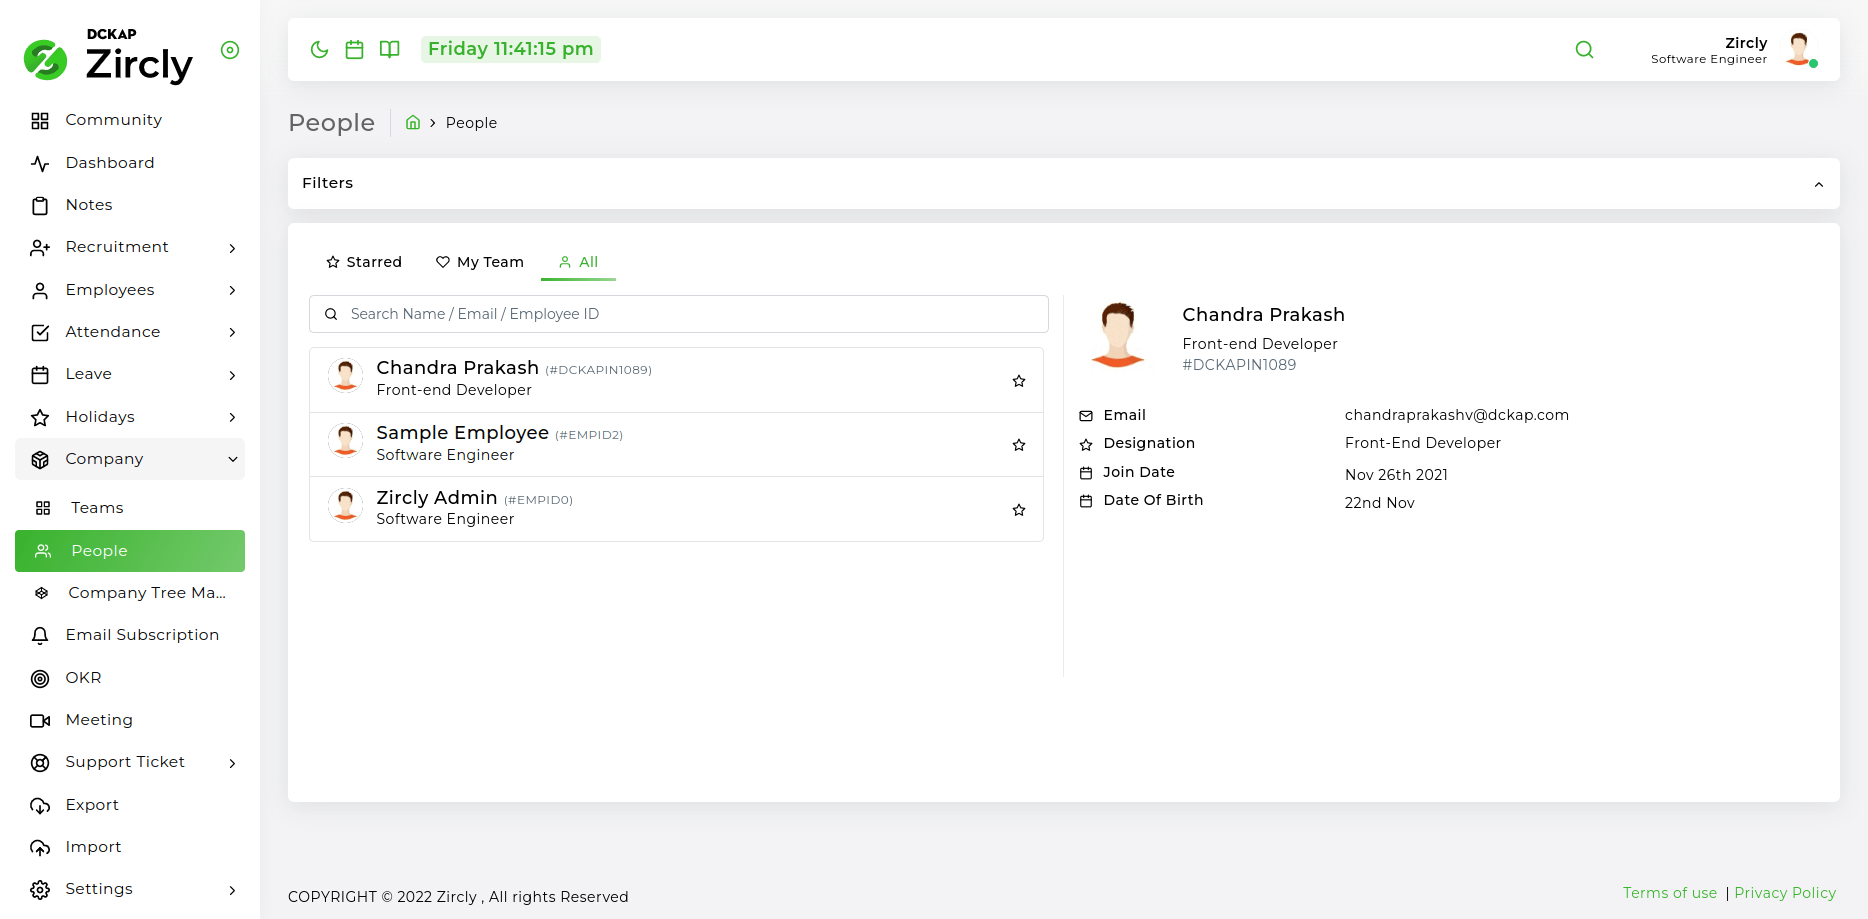 DCKAP
Zircly
Community
Dashboard
Notes
Recruitment
Employees
Attendance
Leave
Holidays
Company
Teams
People
Company Tree Ma...
Email Subscription
OKR
Meeting
Support Ticket
Export
Import
Settings
Friday 11:41:15 pm
Zircly
Software Engineer
People
People
Filters
Starred My Team All
Search Name / Email / Employee ID
Chandra Prakash (#DCKAPIN1089)
Front-end Developer
Sample Employee (#EMPID2)
Software Engineer
Zircly Admin (#EMPID0)
Software Engineer
Chandra Prakash
Front-end Developer
#DCKAPIN1089
Email chandraprakashv@dckap.com
Designation Front-End Developer
Join Date Nov 26th 2021
Date Of Birth 22nd Nov
COPYRIGHT © 2022 Zircly , All rights Reserved
Terms of use | Privacy Policy